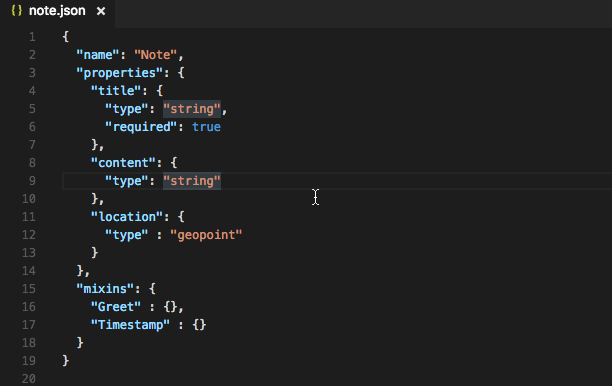 {} note.json ×
1 {
2 "name": "Note",
3 "properties": {
4 "title": {
5 "type": "string",
6 "required": true
7 },
8 "content": {
9 "type": "string"
10 },
11 "location": {
12 "type" : "geopoint"
13 }
14 },
15 "mixins": {
16 "Greet" : {},
17 "Timestamp" : {}
18 }
19 }
20